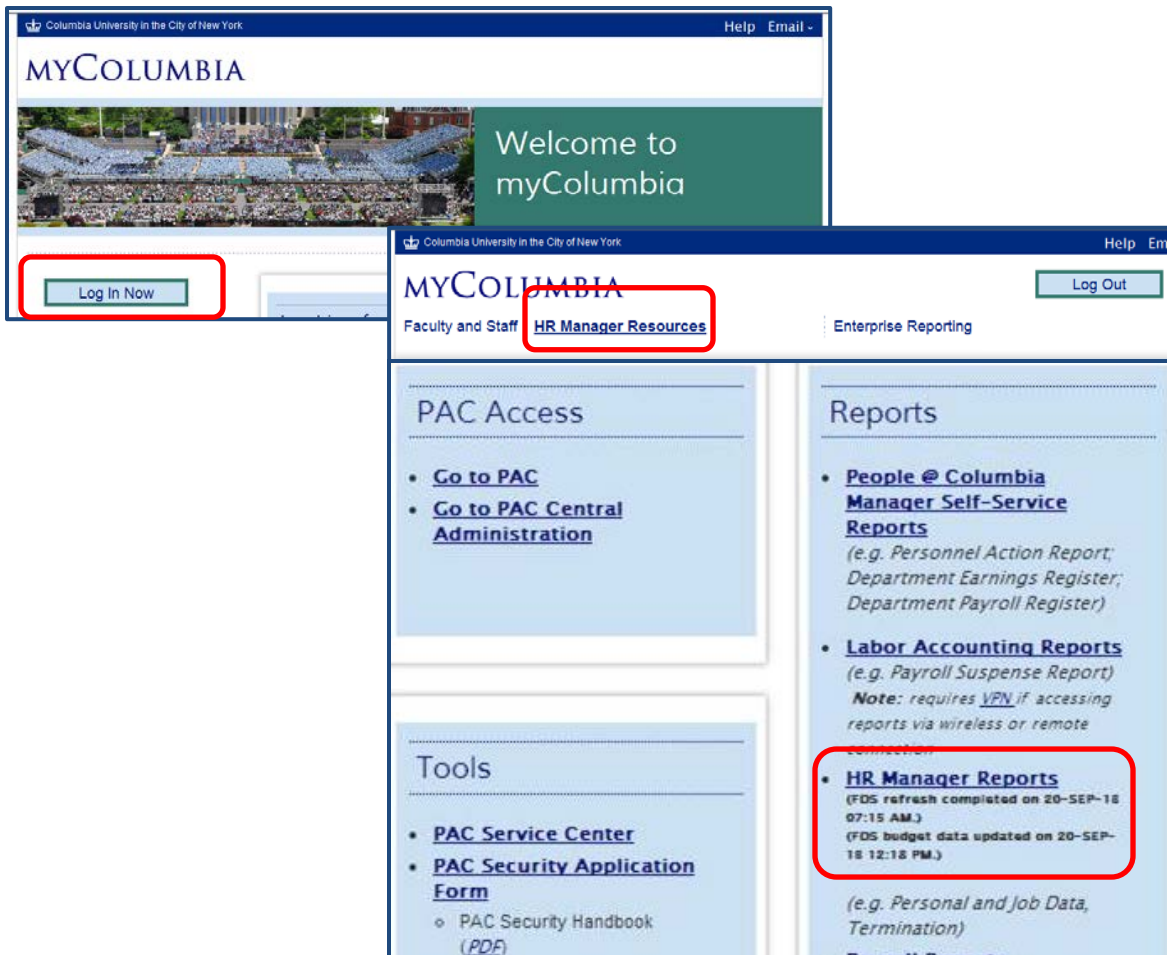 Columbia University in the City of New York
Help Email
MYCOLUMBIA
Welcome to
myColumbia
Log In Now
Columbia University in the City of New York
Help Em
MYCOLUMBIA
Log Out
Faculty and Staff HR Manager Resources Enterprise Reporting
PAC Access
• Go to PAC
• Go to PAC Central
Administration
Tools
• PAC Service Center
• PAC Security Application
Form
○ PAC Security Handbook
(PDF)
Reports
• People @ Columbia
Manager Self-Service
Reports
(e.g. Personnel Action Report;
Department Earnings Register;
Department Payroll Register)
• Labor Accounting Reports
(e.g. Payroll Suspense Report)
Note: requires VPN if accessing
reports via wireless or remote
connection
• HR Manager Reports
(FDS refresh completed on 20-SEP-18
07:15 AM.)
(FDS budget data updated on 20-SEP-
18 12:18 PM.)
(e.g. Personal and Job Data,
Termination)